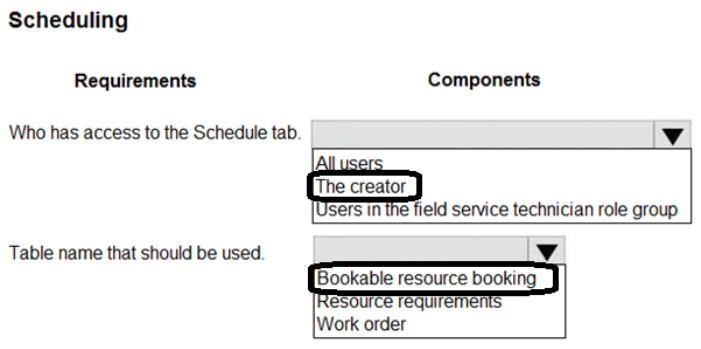 Scheduling
Requirements Components
Who has access to the Schedule tab.
All users
The creator
Users in the field service technician role group
Table name that should be used.
Bookable resource booking
Resource requirements
Work order